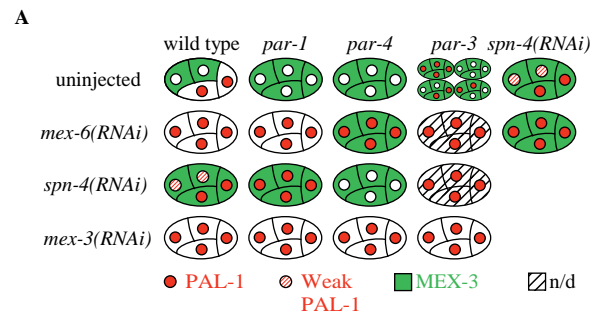 A
wild type par-1 par-4 par-3 spn-4(RNAi)
uninjected
mex-6(RNAi)
spn-4(RNAi)
mex-3(RNAi)
PAL-1 Weak PAL-1 MEX-3 n/d